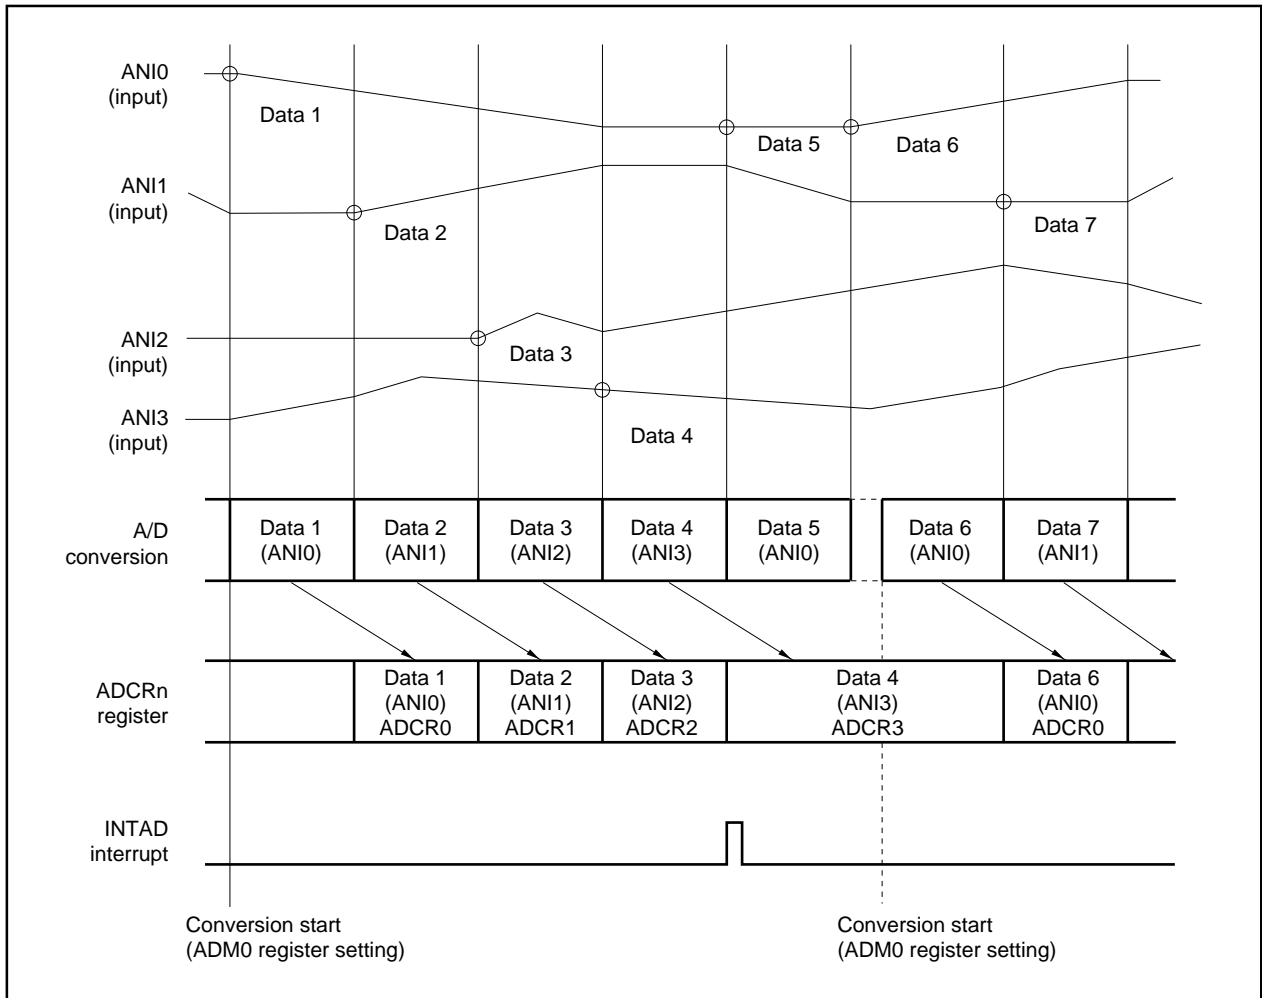 ANI0
(input)
Data 1
Data 5
Data 6
ANI1
(input)
Data 2
Data 7
ANI2
(input)
Data 3
ANI3
(input)
Data 4
A/D
conversion
Data 1
(ANI0)
Data 2
(ANI1)
Data 3
(ANI2)
Data 4
(ANI3)
Data 5
(ANI0)
Data 6
(ANI0)
Data 7
(ANI1)
ADCRn
register
Data 1
(ANI0)
ADCR0
Data 2
(ANI1)
ADCR1
Data 3
(ANI2)
ADCR2
Data 4
(ANI3)
ADCR3
Data 6
(ANI0)
ADCR0
INTAD
interrupt
Conversion start
(ADM0 register setting)
Conversion start
(ADM0 register setting)